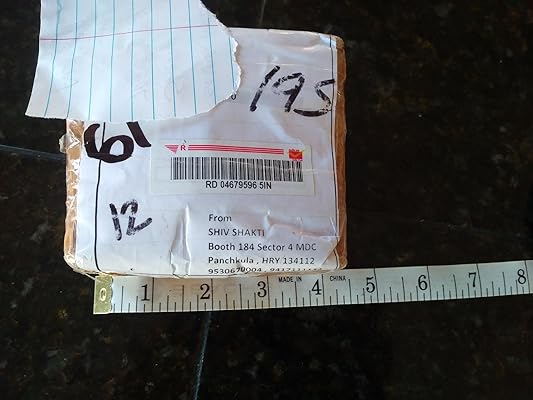 195
61
R
RD 04679596 5IN
12
From
SHIV SHAKTI
Booth 184 Sector 4 MDC
Panchkula , HRY 134112
1 2 3 MADE IN CHINA 4 5 6 7 8